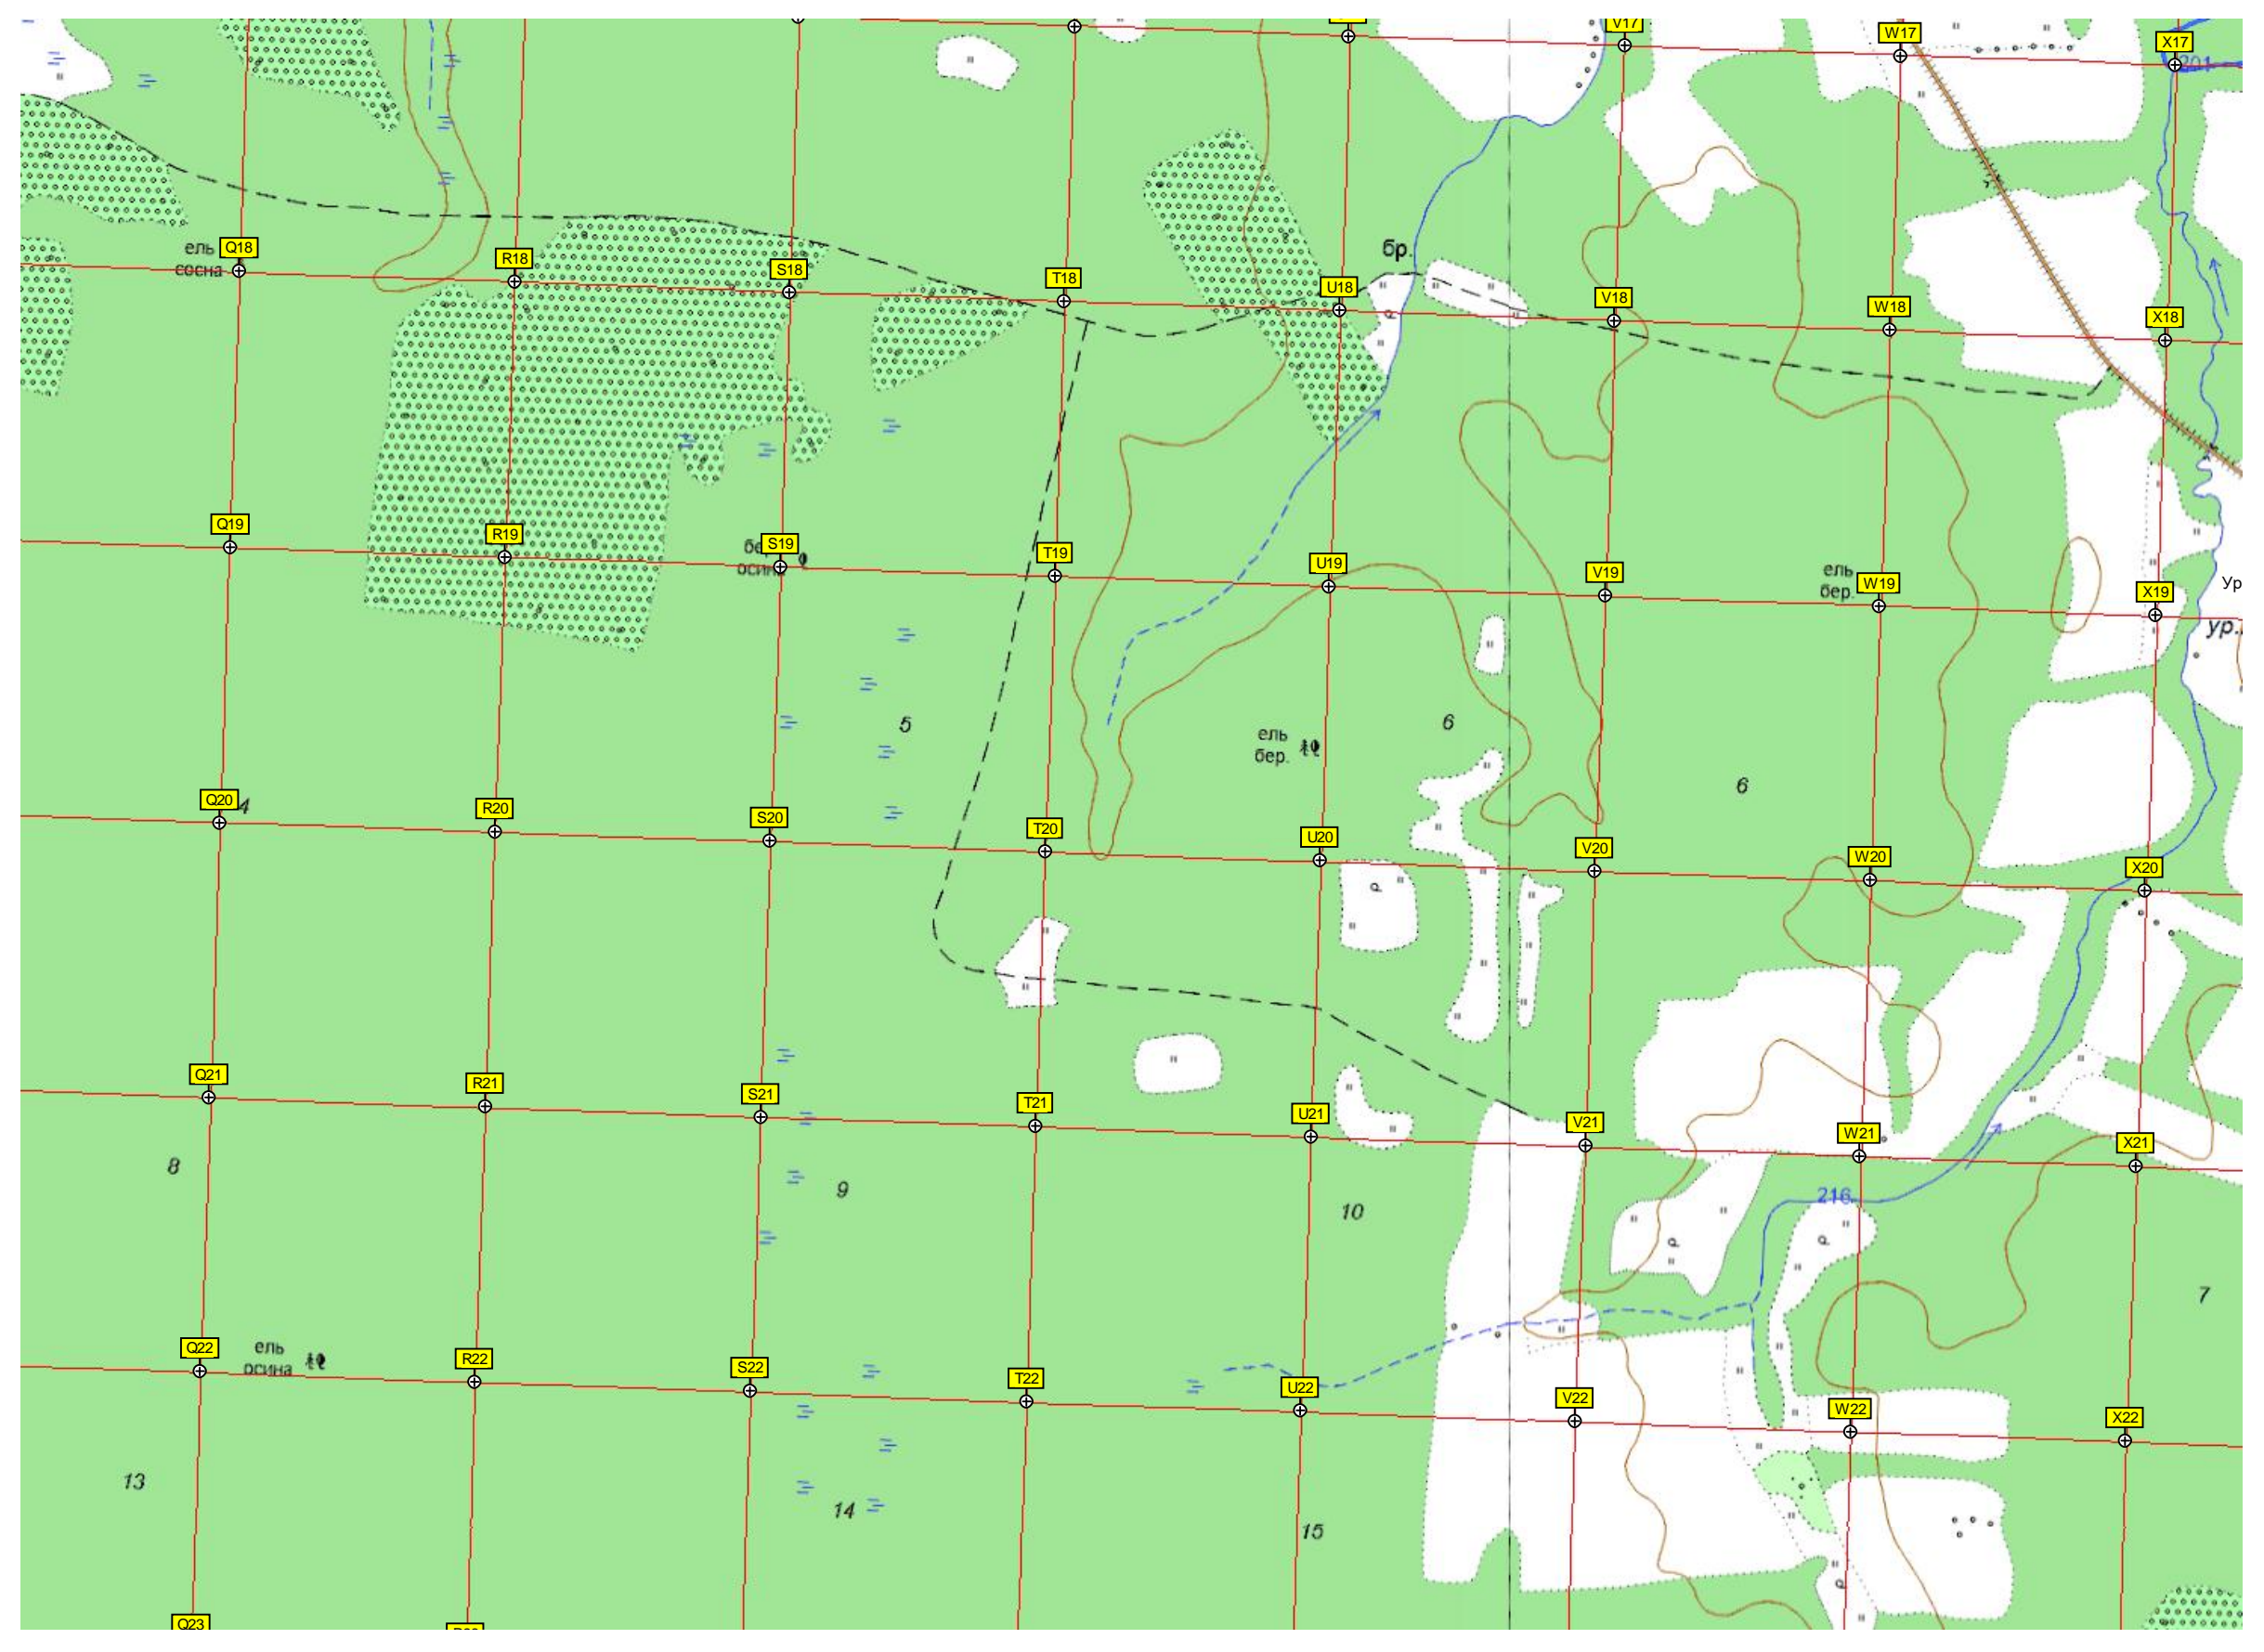 V17
W17
X17
201
ель
сосна
Q18
R18
S18
T18
U18
бр.
V18
W18
X18
Q19
R19
S19
осина
T19
U19
V19
ель
бер.
W19
X19
Ур
ур.
5
6
ель
бер.
6
Q20
4
R20
S20
T20
U20
V20
W20
X20
Q21
R21
S21
T21
U21
V21
W21
X21
8
9
10
216
7
Q22
ель
осина
R22
S22
T22
U22
V22
W22
X22
13
14
15
Q23